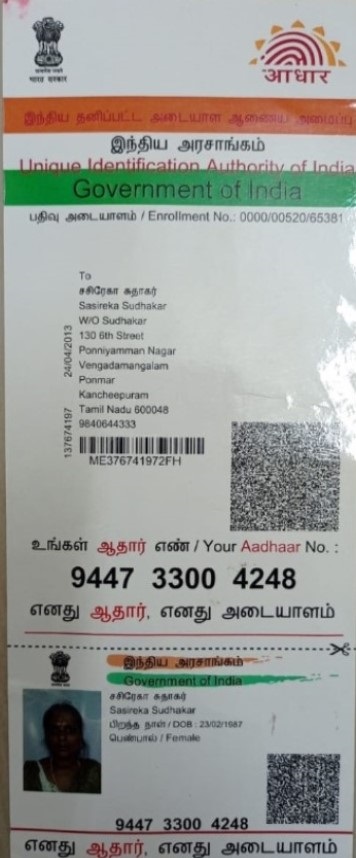 आधार
இந்திய தனிப்பட்ட அடையாள ஆணைய அமைப்பு
இந்திய அரசாங்கம்
Unique Identification Authority of India
Government of India
பதிவு அடையாளம் / Enrollment No.: 0000/00520/65381
To
சசிரேகா சுதாகர்
Sasireka Sudhakar
W/O Sudhakar
130 6th Street
Ponniyamman Nagar
Vengadamangalam
Ponmar
Kancheepuram
Tamil Nadu 600048
9840644333
24/04/2013
137674197
ME376741972FH
உங்கள் ஆதார் எண் / Your Aadhaar No. :
9447 3300 4248
எனது ஆதார், எனது அடையாளம்
இந்திய அரசாங்கம்
Government of India
சசிரேகா சுதாகர்
Sasireka Sudhakar
பிறந்த நாள் / DOB : 23/02/1987
பெண்பால் / Female
9447 3300 4248
எனது ஆதார், எனது அடையாளம்